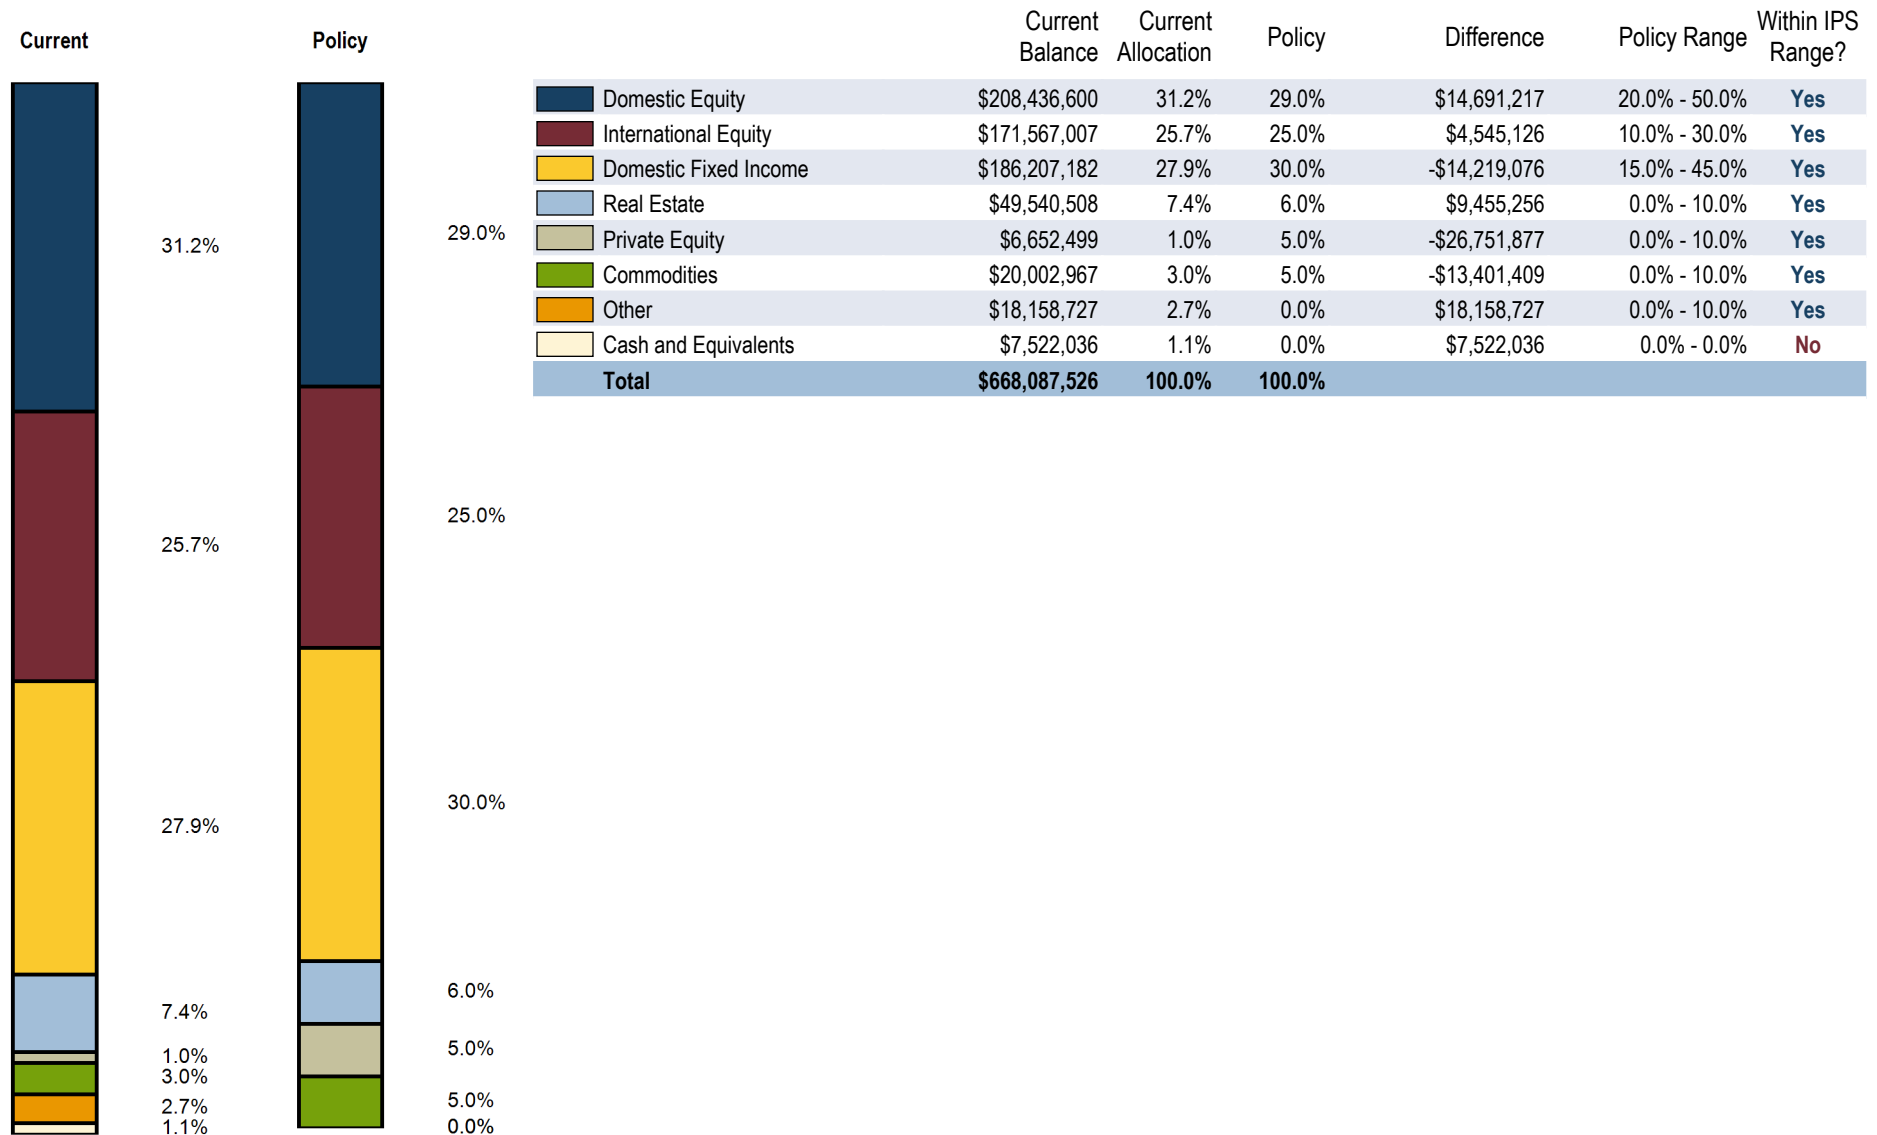 Current
Policy
31.2%
25.7%
27.9%
7.4%
1.0%
3.0%
2.7%
1.1%
29.0%
25.0%
30.0%
6.0%
5.0%
5.0%
0.0%
Current Balance Current Allocation Policy Difference Policy Range Within IPS Range?
Domestic Equity $208,436,600 31.2% 29.0% $14,691,217 20.0% - 50.0% Yes
International Equity $171,567,007 25.7% 25.0% $4,545,126 10.0% - 30.0% Yes
Domestic Fixed Income $186,207,182 27.9% 30.0% -$14,219,076 15.0% - 45.0% Yes
Real Estate $49,540,508 7.4% 6.0% $9,455,256 0.0% - 10.0% Yes
Private Equity $6,652,499 1.0% 5.0% -$26,751,877 0.0% - 10.0% Yes
Commodities $20,002,967 3.0% 5.0% -$13,401,409 0.0% - 10.0% Yes
Other $18,158,727 2.7% 0.0% $18,158,727 0.0% - 10.0% Yes
Cash and Equivalents $7,522,036 1.1% 0.0% $7,522,036 0.0% - 0.0% No
Total $668,087,526 100.0% 100.0%